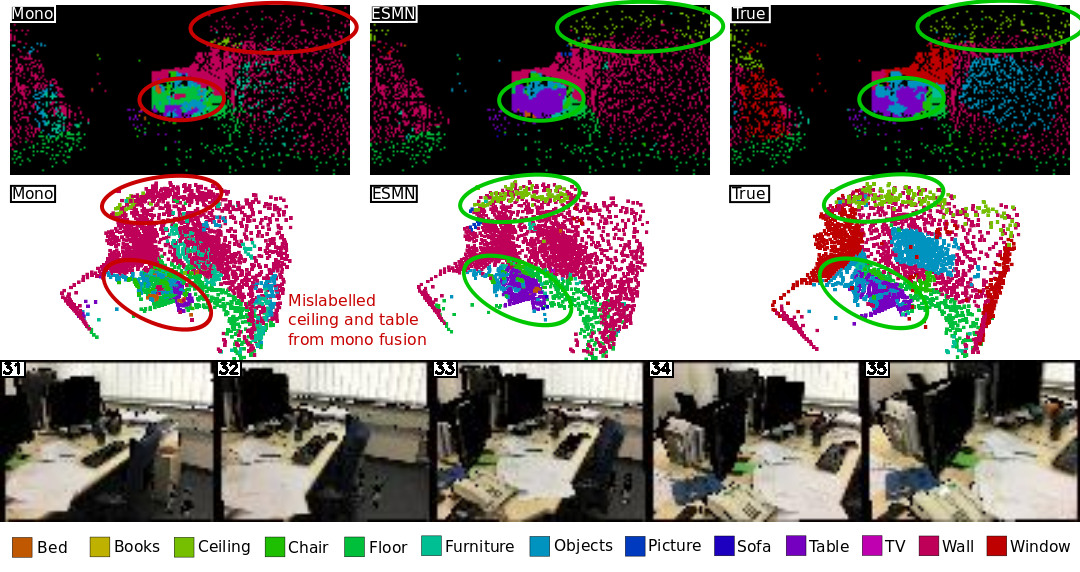 Mono
ESMN
True
Mono
ESMN
True
Mislabelled
ceiling and table
from mono fusion
31
32
33
34
35
Bed
Books
Ceiling
Chair
Floor
Furniture
Objects
Picture
Sofa
Table
TV
Wall
Window